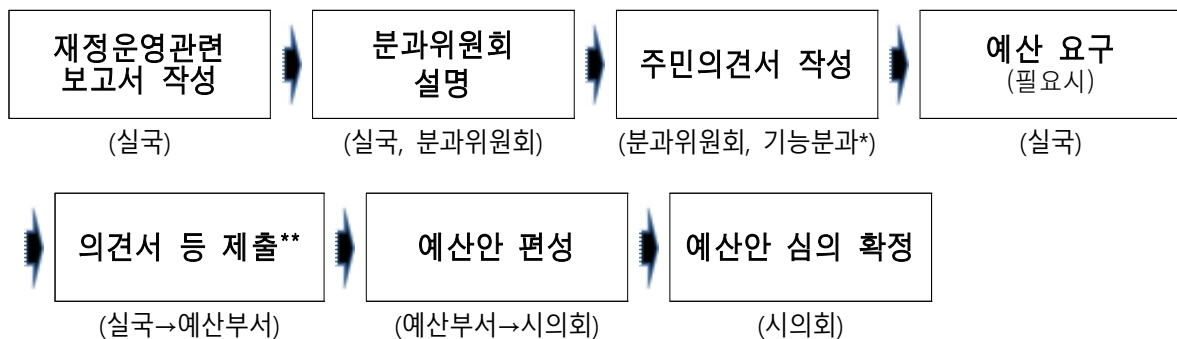 재정운영관련
보고서 작성
(실국)
분과위원회
설명
(실국, 분과위원회)
주민의견서 작성
(분과위원회, 기능분과*)
예산 요구
(필요시)
(실국)
의견서 등 제출**
(실국→예산부서)
예산안 편성
(예산부서→시의회)
예산안 심의 확정
(시의회)